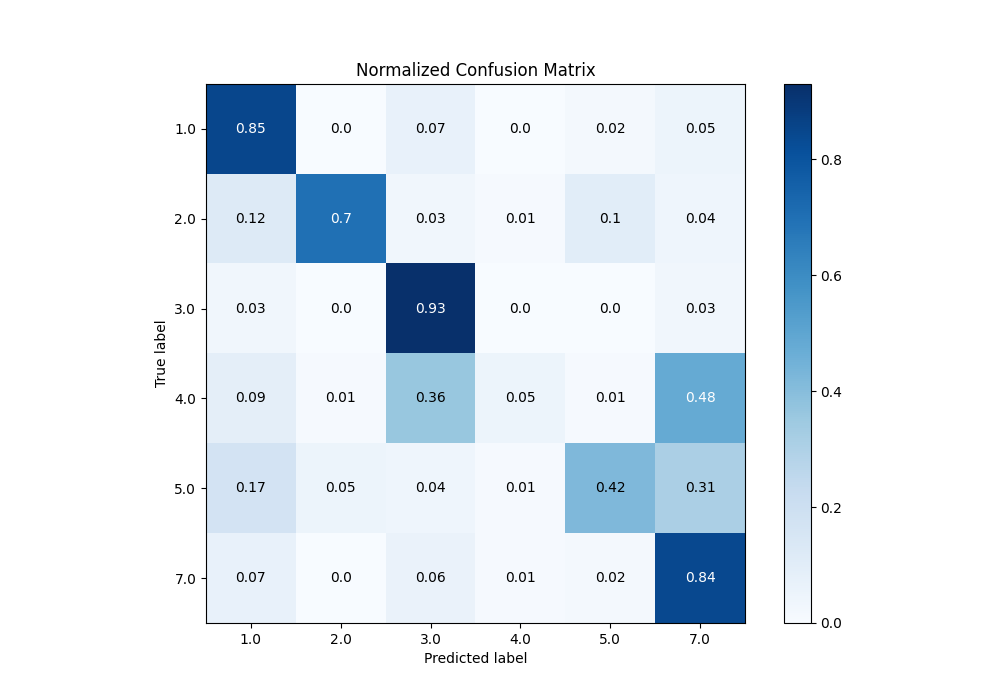 Normalized Confusion Matrix
1.0 0.85 0.0 0.07 0.0 0.02 0.05
2.0 0.12 0.7 0.03 0.01 0.1 0.04
3.0 0.03 0.0 0.93 0.0 0.0 0.03
4.0 0.09 0.01 0.36 0.05 0.01 0.48
5.0 0.17 0.05 0.04 0.01 0.42 0.31
7.0 0.07 0.0 0.06 0.01 0.02 0.84
1.0 2.0 3.0 4.0 5.0 7.0
Predicted label
True label
0.8
0.6
0.4
0.2
0.0